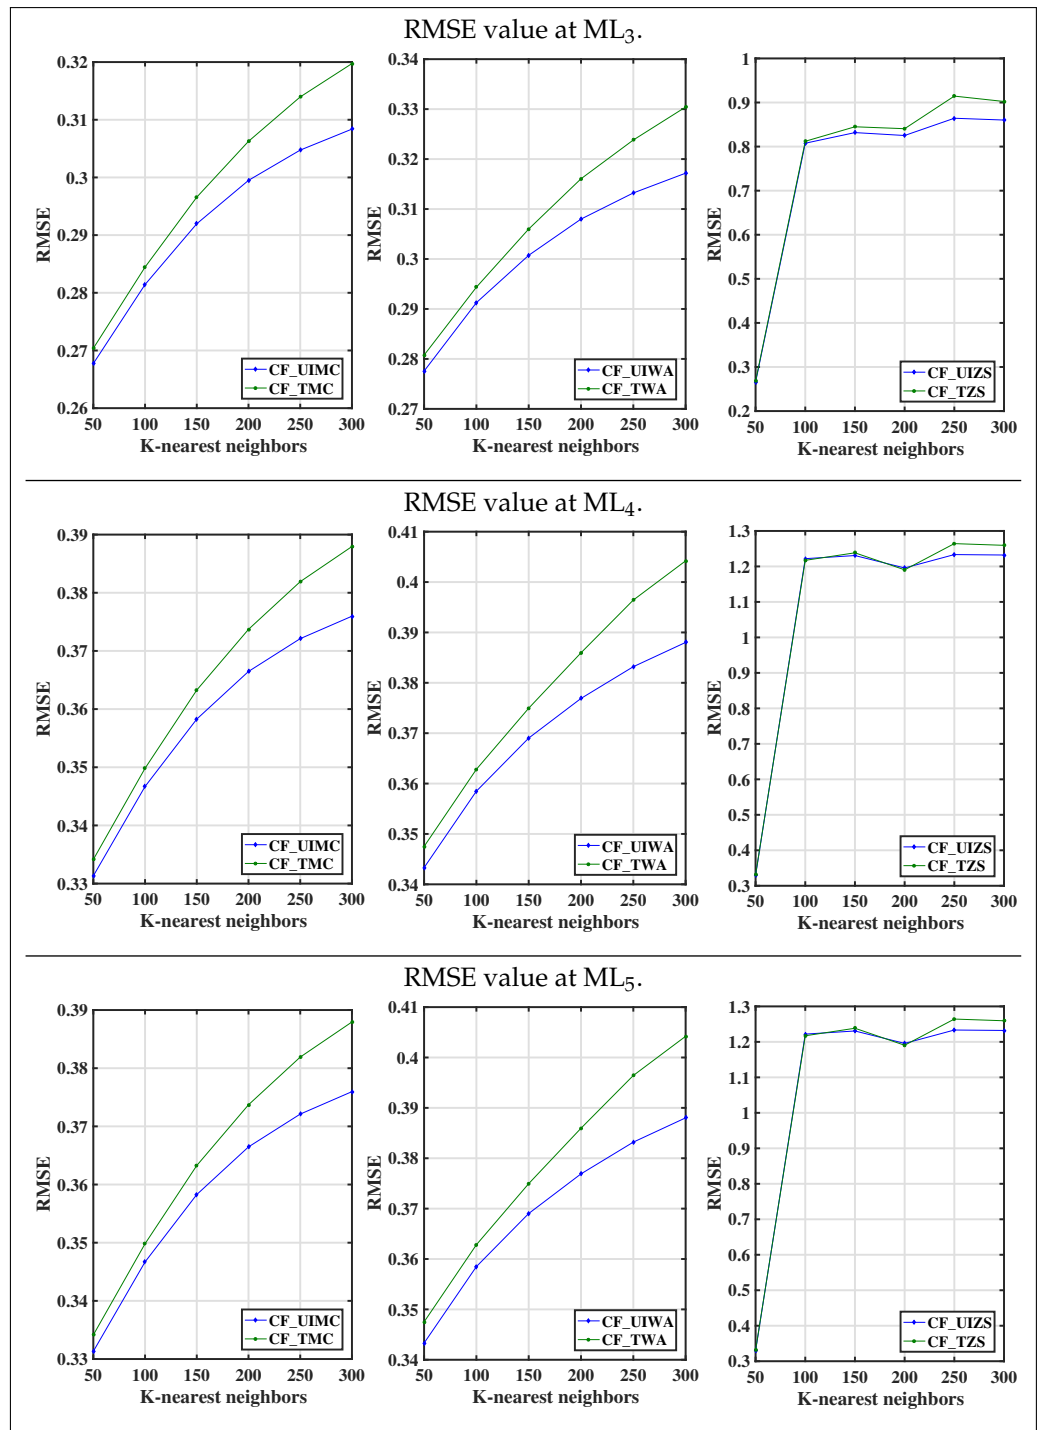 RMSE value at ML₃.
0.32
0.31
0.3
0.29
0.28
0.27
0.26
RMSE
50 100 150 200 250 300
K-nearest neighbors
CF_UIMC
CF_TMC
0.34
0.33
0.32
0.31
0.3
0.29
0.28
0.27
RMSE
50 100 150 200 250 300
K-nearest neighbors
CF_UIWA
CF_TWA
1
0.9
0.8
0.7
0.6
0.5
0.4
0.3
0.2
RMSE
50 100 150 200 250 300
K-nearest neighbors
CF_UIZS
CF_TZS
RMSE value at ML₄.
0.39
0.38
0.37
0.36
0.35
0.34
0.33
RMSE
50 100 150 200 250 300
K-nearest neighbors
CF_UIMC
CF_TMC
0.41
0.4
0.39
0.38
0.37
0.36
0.35
0.34
RMSE
50 100 150 200 250 300
K-nearest neighbors
CF_UIWA
CF_TWA
1.3
1.2
1.1
1
0.9
0.8
0.7
0.6
0.5
0.4
0.3
RMSE
50 100 150 200 250 300
K-nearest neighbors
CF_UIZS
CF_TZS
RMSE value at ML₅.
0.39
0.38
0.37
0.36
0.35
0.34
0.33
RMSE
50 100 150 200 250 300
K-nearest neighbors
CF_UIMC
CF_TMC
0.41
0.4
0.39
0.38
0.37
0.36
0.35
0.34
RMSE
50 100 150 200 250 300
K-nearest neighbors
CF_UIWA
CF_TWA
1.3
1.2
1.1
1
0.9
0.8
0.7
0.6
0.5
0.4
0.3
RMSE
50 100 150 200 250 300
K-nearest neighbors
CF_UIZS
CF_TZS